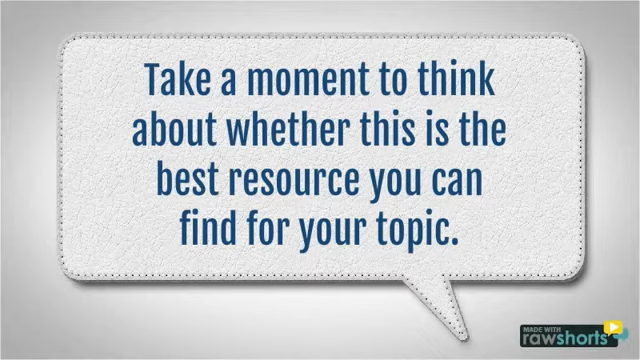 Take a moment to think
about whether this is the
best resource you can
find for your topic.
MADE WITH
rawshorts